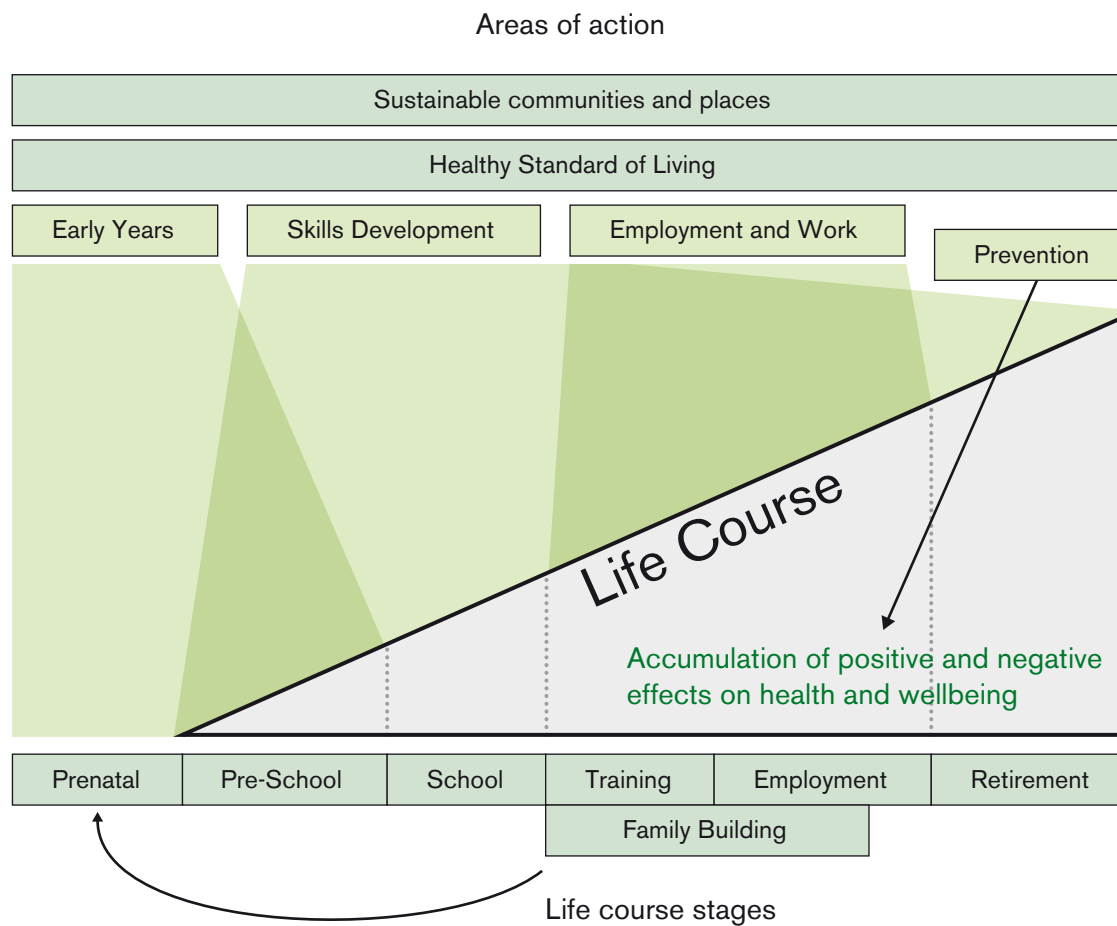 Areas of action
Sustainable communities and places
Healthy Standard of Living
Early Years
Skills Development
Employment and Work
Prevention
Life Course
Accumulation of positive and negative
effects on health and wellbeing
Prenatal
Pre-School
School
Training
Employment
Retirement
Family Building
Life course stages